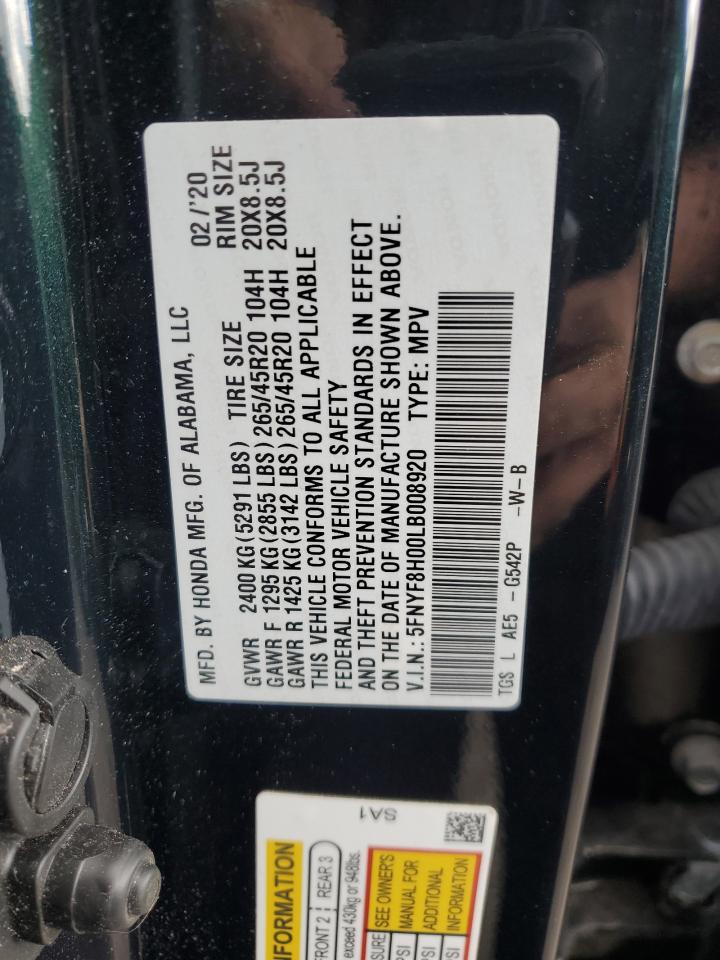 MFD. BY HONDA MFG. OF ALABAMA, LLC 02/'20
GVWR 2400 KG(5291 LBS) TIRE SIZE RIM SIZE
GAWR F 1295 KG(2855 LBS) 265/45R20 104H 20X8.5J
GAWR R 1425 KG(3142 LBS) 265/45R20 104H 20X8.5J
THIS VEHICLE CONFORMS TO ALL APPLICABLE
FEDERAL MOTOR VEHICLE SAFETY
AND THEFT PREVENTION STANDARDS IN EFFECT
ON THE DATE OF MANUFACTURE SHOWN ABOVE.
V.I.N.: 5FNYF8H00LB008920 TYPE: MPV
TGS L AE5 -G542P -W-B
SA1
FRONT 2 REAR 3
exceed 430kg or 948lbs.
SEE OWNER'S
MANUAL FOR
ADDITIONAL
INFORMATION